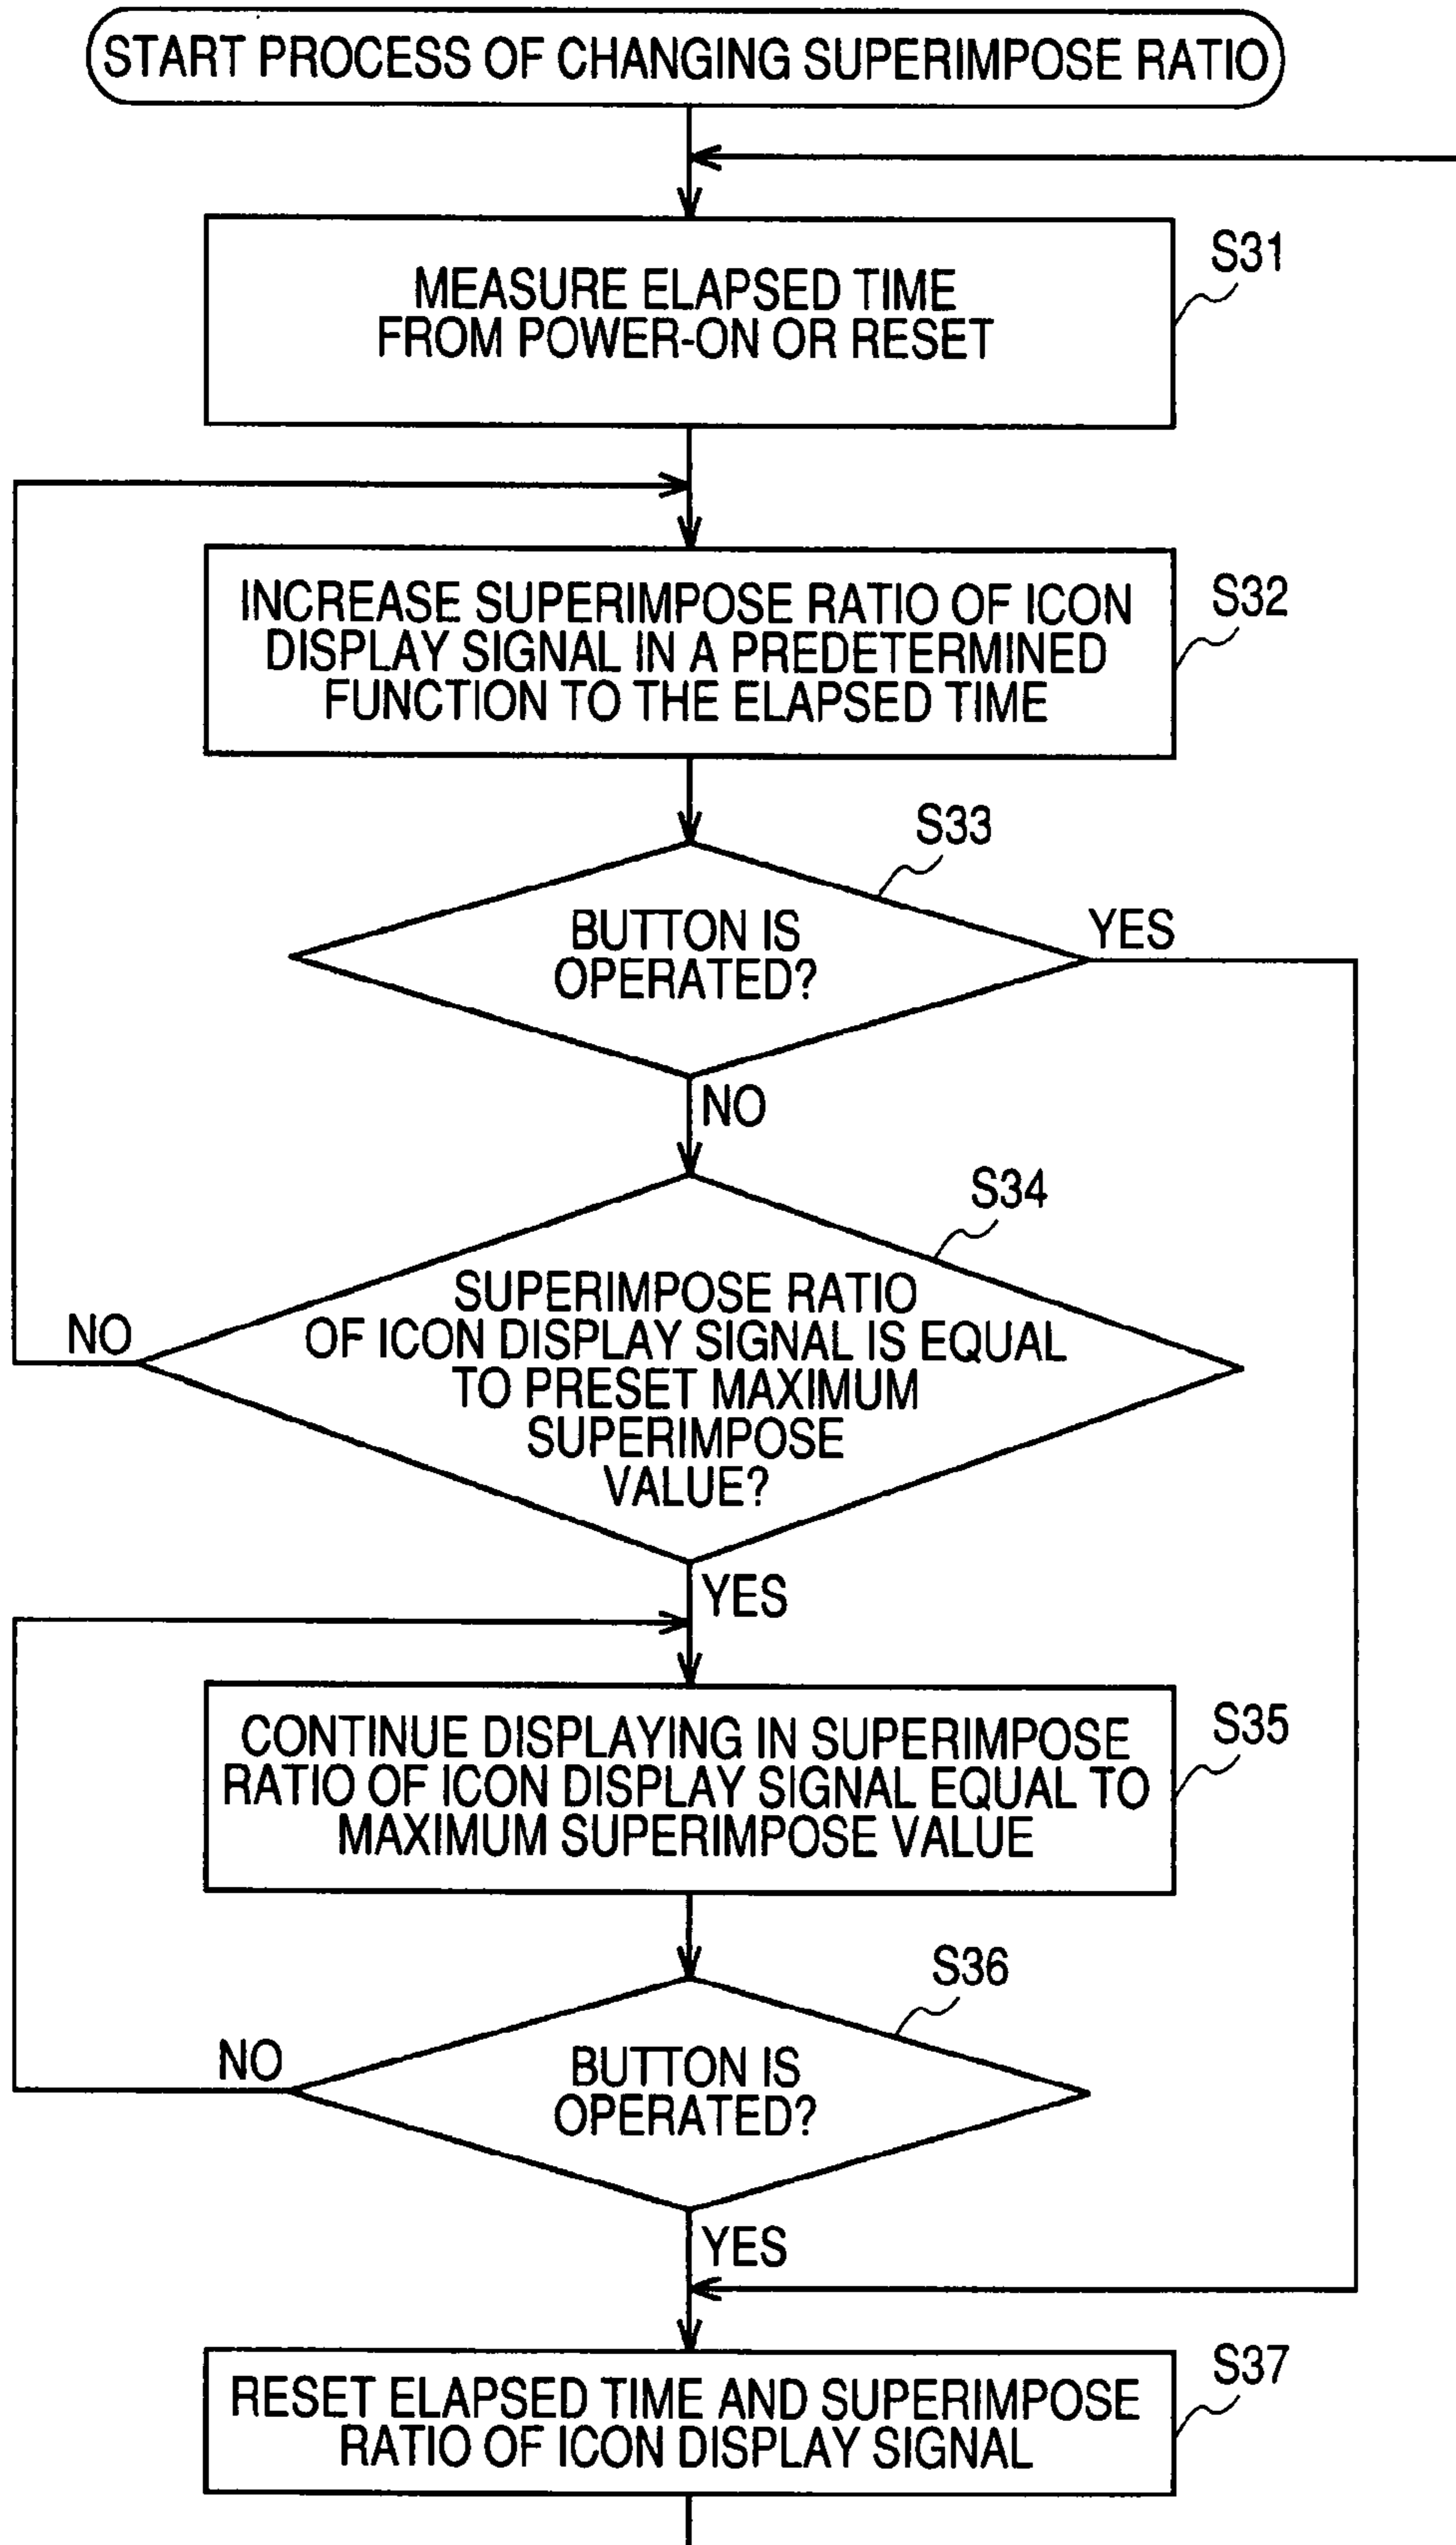 START PROCESS OF CHANGING SUPERIMPOSE RATIO
S31
MEASURE ELAPSED TIME
FROM POWER-ON OR RESET
S32
INCREASE SUPERIMPOSE RATIO OF ICON
DISPLAY SIGNAL IN A PREDETERMINED
FUNCTION TO THE ELAPSED TIME
S33
BUTTON IS
OPERATED?
YES
NO
S34
SUPERIMPOSE RATIO
OF ICON DISPLAY SIGNAL IS EQUAL
TO PRESET MAXIMUM
SUPERIMPOSE
VALUE?
NO
YES
S35
CONTINUE DISPLAYING IN SUPERIMPOSE
RATIO OF ICON DISPLAY SIGNAL EQUAL TO
MAXIMUM SUPERIMPOSE VALUE
S36
BUTTON IS
OPERATED?
NO
YES
S37
RESET ELAPSED TIME AND SUPERIMPOSE
RATIO OF ICON DISPLAY SIGNAL